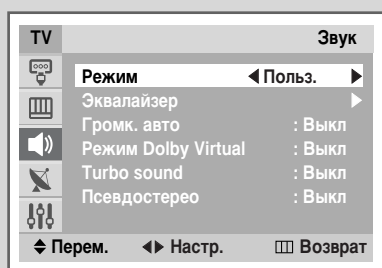 TV Звук
Режим ◀ Польз. ▶
Эквалайзер ▶
Громк. авто : Выкл
Режим Dolby Virtual : Выкл
Turbo sound : Выкл
Псевдостерео : Выкл
Перем. Настр. Возврат